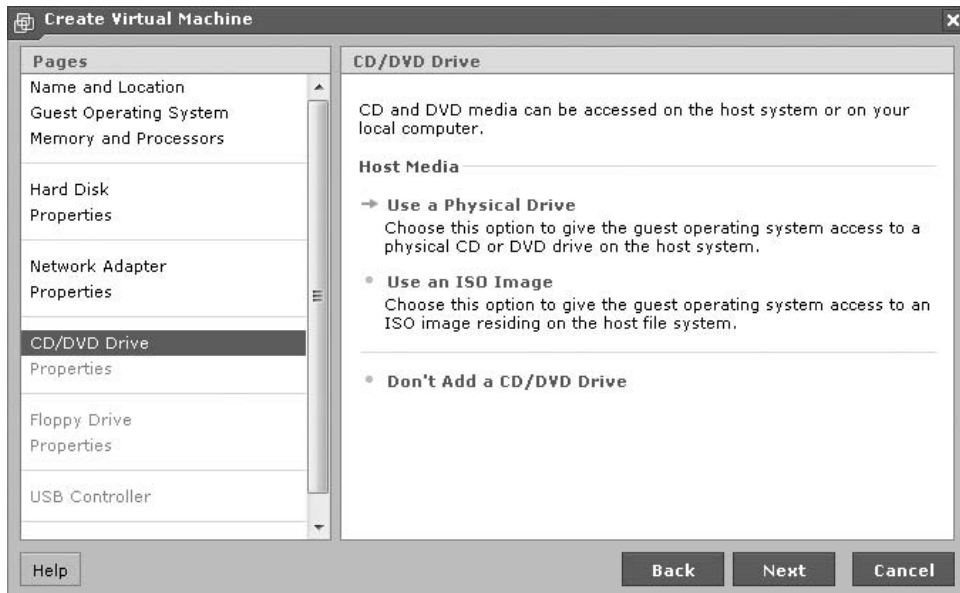 Create Virtual Machine
Pages
Name and Location
Guest Operating System
Memory and Processors
Hard Disk
Properties
Network Adapter
Properties
CD/DVD Drive
Properties
Floppy Drive
Properties
USB Controller
CD/DVD Drive
CD and DVD media can be accessed on the host system or on your
local computer.
Host Media
Use a Physical Drive
Choose this option to give the guest operating system access to a
physical CD or DVD drive on the host system.
Use an ISO Image
Choose this option to give the guest operating system access to an
ISO image residing on the host file system.
Don't Add a CD/DVD Drive
Help
Back
Next
Cancel